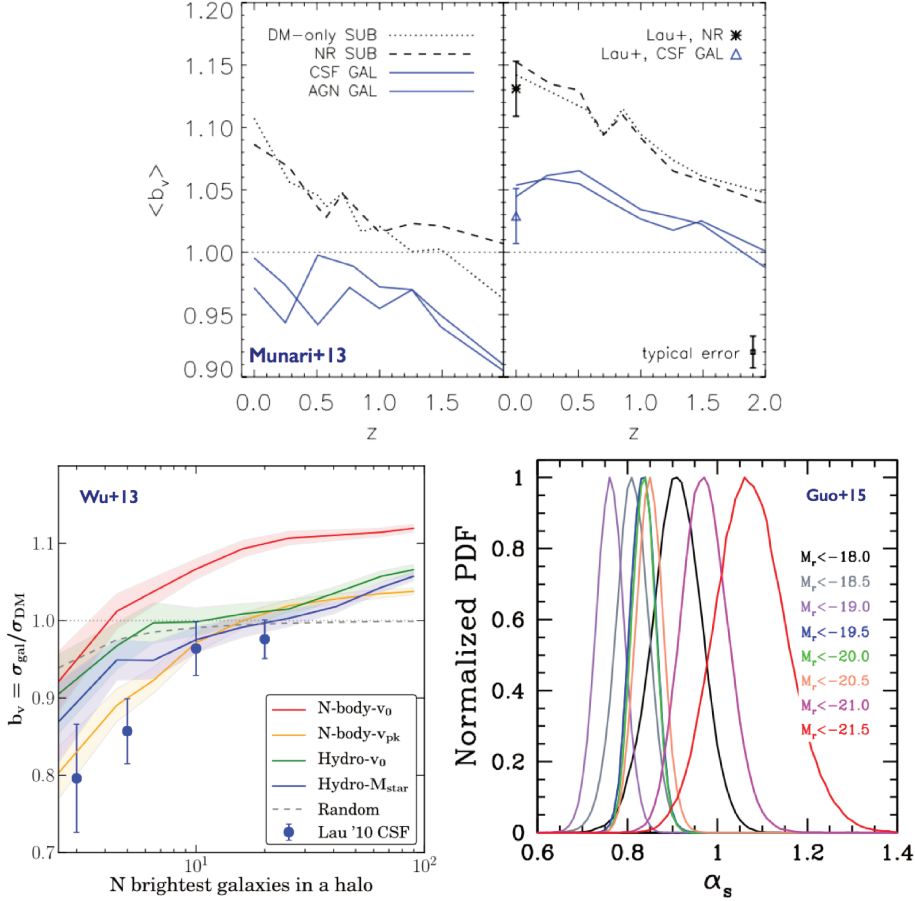 1.20
1.15
1.10
1.05
1.00
0.95
0.90
<b_v>
DM-only SUB
NR SUB
CSF GAL
AGN GAL
Munari+13
0.0 0.5 1.0 1.5
z
Lau+, NR
Lau+, CSF GAL
typical error
0.0 0.5 1.0 1.5 2.0
z
Wu+13
1.1
1.0
0.9
0.8
0.7
b_v = σ_gal/σ_DM
N-body-v_0
N-body-v_pk
Hydro-v_0
Hydro-M_star
Random
Lau '10 CSF
10^1 10^2
N brightest galaxies in a halo
Guo+15
1
0.8
0.6
0.4
0.2
0
Normalized PDF
M_r<-18.0
M_r<-18.5
M_r<-19.0
M_r<-19.5
M_r<-20.0
M_r<-20.5
M_r<-21.0
M_r<-21.5
0.6 0.8 1 1.2 1.4
α_s